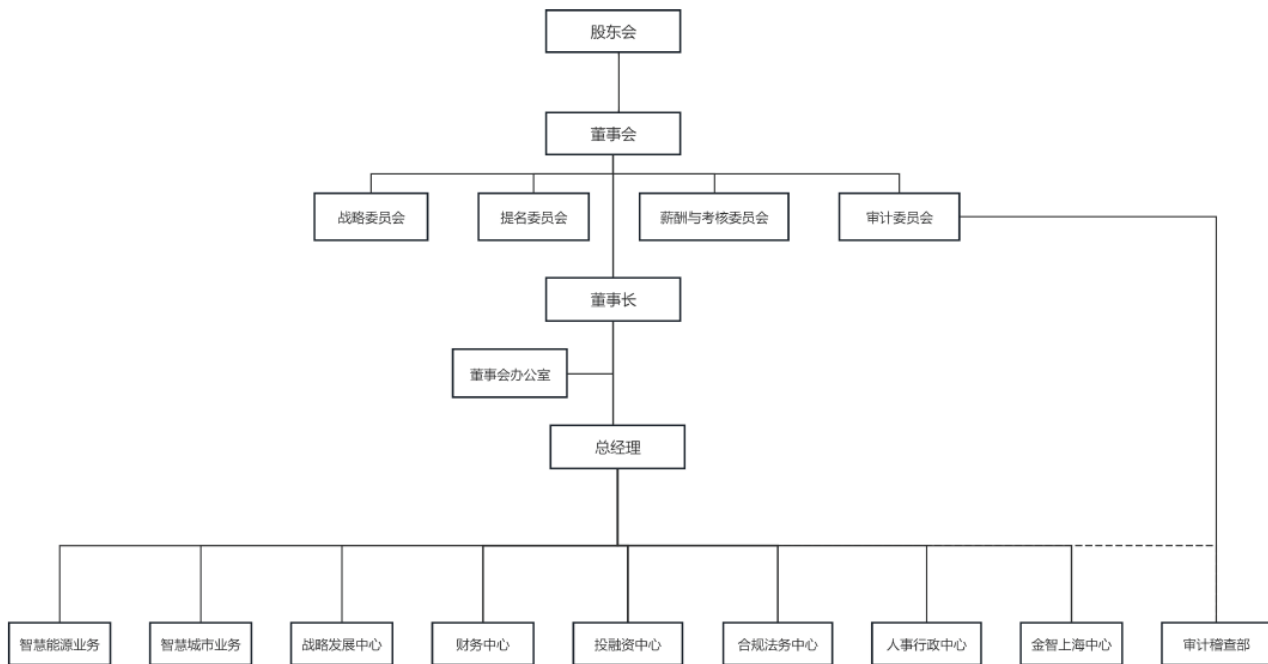 股东会
董事会
战略委员会
提名委员会
薪酬与考核委员会
审计委员会
董事长
董事会办公室
总经理
智慧能源业务
智慧城市业务
战略发展中心
财务中心
投融资中心
合规法务中心
人事行政中心
金智上海中心
审计稽查部